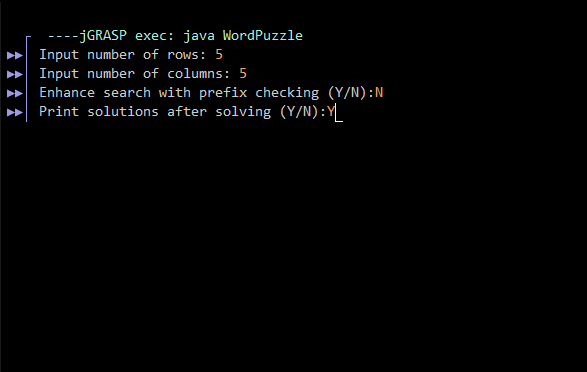 ----jGRASP exec: java WordPuzzle
Input number of rows: 5
Input number of columns: 5
Enhance search with prefix checking (Y/N):N
Print solutions after solving (Y/N):Y